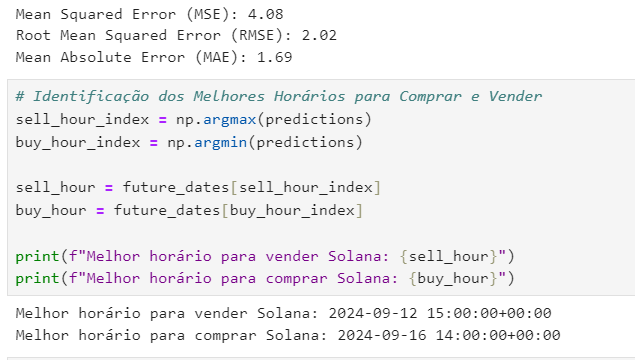 Mean Squared Error (MSE): 4.08
Root Mean Squared Error (RMSE): 2.02
Mean Absolute Error (MAE): 1.69
# Identificação dos Melhores Horários para Comprar e Vender
sell_hour_index = np.argmax(predictions)
buy_hour_index = np.argmin(predictions)
sell_hour = future_dates[sell_hour_index]
buy_hour = future_dates[buy_hour_index]
print(f"Melhor horário para vender Solana: {sell_hour}")
print(f"Melhor horário para comprar Solana: {buy_hour}")
Melhor horário para vender Solana: 2024-09-12 15:00:00+00:00
Melhor horário para comprar Solana: 2024-09-16 14:00:00+00:00